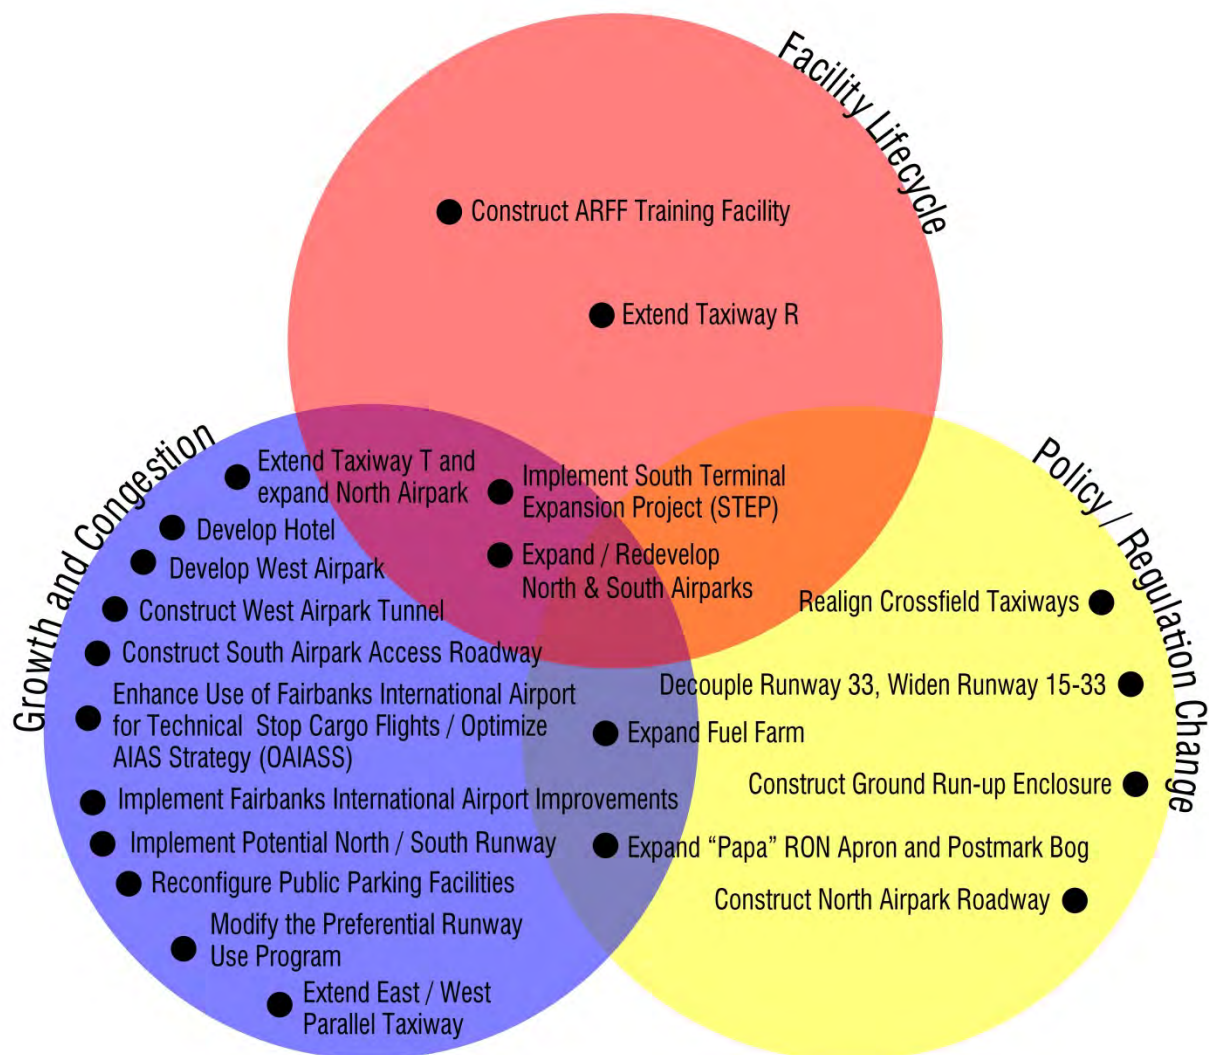 Facility Lifecycle
Construct ARFF Training Facility
Extend Taxiway R
Growth and Congestion
Extend Taxiway T and
expand North Airpark
Develop Hotel
Develop West Airpark
Construct West Airpark Tunnel
Construct South Airpark Access Roadway
Enhance Use of Fairbanks International Airport
for Technical Stop Cargo Flights / Optimize
AIAS Strategy (OAIASS)
Implement Fairbanks International Airport Improvements
Implement Potential North / South Runway
Reconfigure Public Parking Facilities
Modify the Preferential Runway
Use Program
Extend East / West
Parallel Taxiway
Implement South Terminal
Expansion Project (STEP)
Expand / Redevelop
North & South Airparks
Expand Fuel Farm
Expand “Papa” RON Apron and Postmark Bog
Policy / Regulation Change
Realign Crossfield Taxiways
Decouple Runway 33, Widen Runway 15-33
Construct Ground Run-up Enclosure
Construct North Airpark Roadway